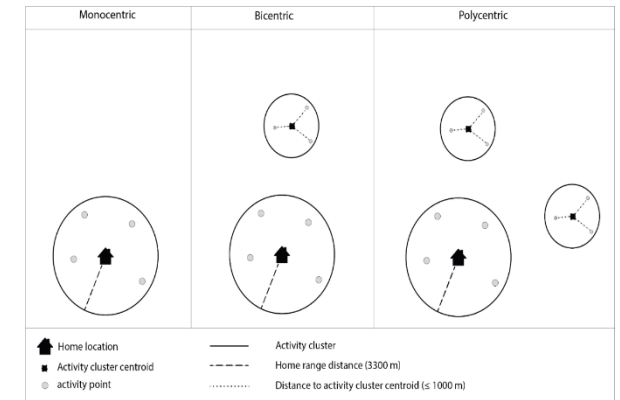 Monocentric
Bicentric
Polycentric
Home location
Activity cluster centroid
activity point
Activity cluster
Home range distance (3300 m)
Distance to activity cluster centroid (≤ 1000 m)